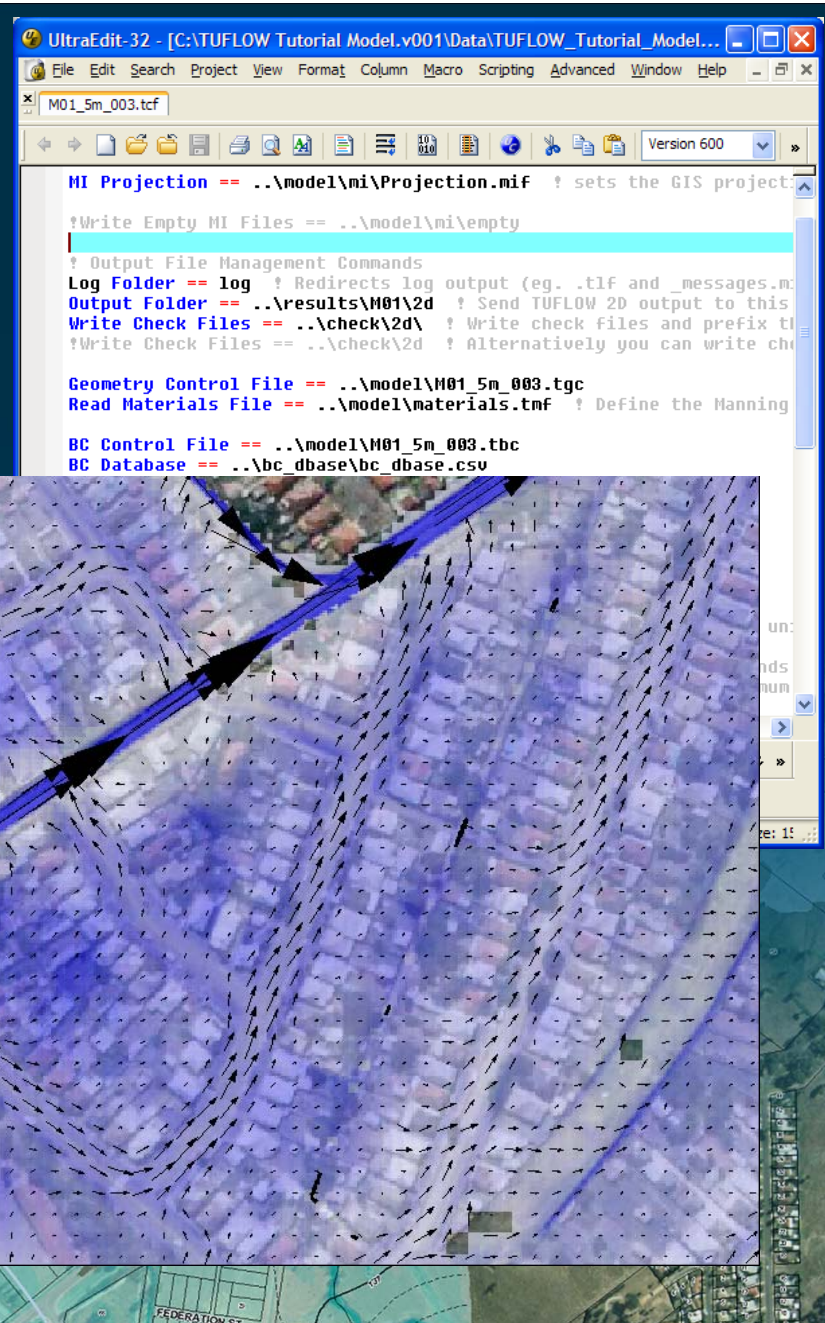 UltraEdit-32 - [C:\TUFLOW Tutorial Model.v001\Data\TUFLOW_Tutorial_Model...
File Edit Search Project View Format Column Macro Scripting Advanced Window Help
M01_5m_003.tcf
Version 600
MI Projection == ..\model\mi\Projection.mif ! sets the GIS project
!Write Empty MI Files == ..\model\mi\empty
! Output File Management Commands
Log Folder == log ! Redirects log output (eg. .tlf and _messages.m
Output Folder == ..\results\M01\2d ! Send TUFLOW 2D output to this
Write Check Files == ..\check\2d\ ! Write check files and prefix t
!Write Check Files == ..\check\2d ! Alternatively you can write ch
Geometry Control File == ..\model\M01_5m_003.tgc
Read Materials File == ..\model\materials.tmf ! Define the Manning
BC Control File == ..\model\M01_5m_003.tbc
BC Database == ..\bc_dbase\bc_dbase.csv
un
nds
mum
ze: 15
137
FEDERATION ST